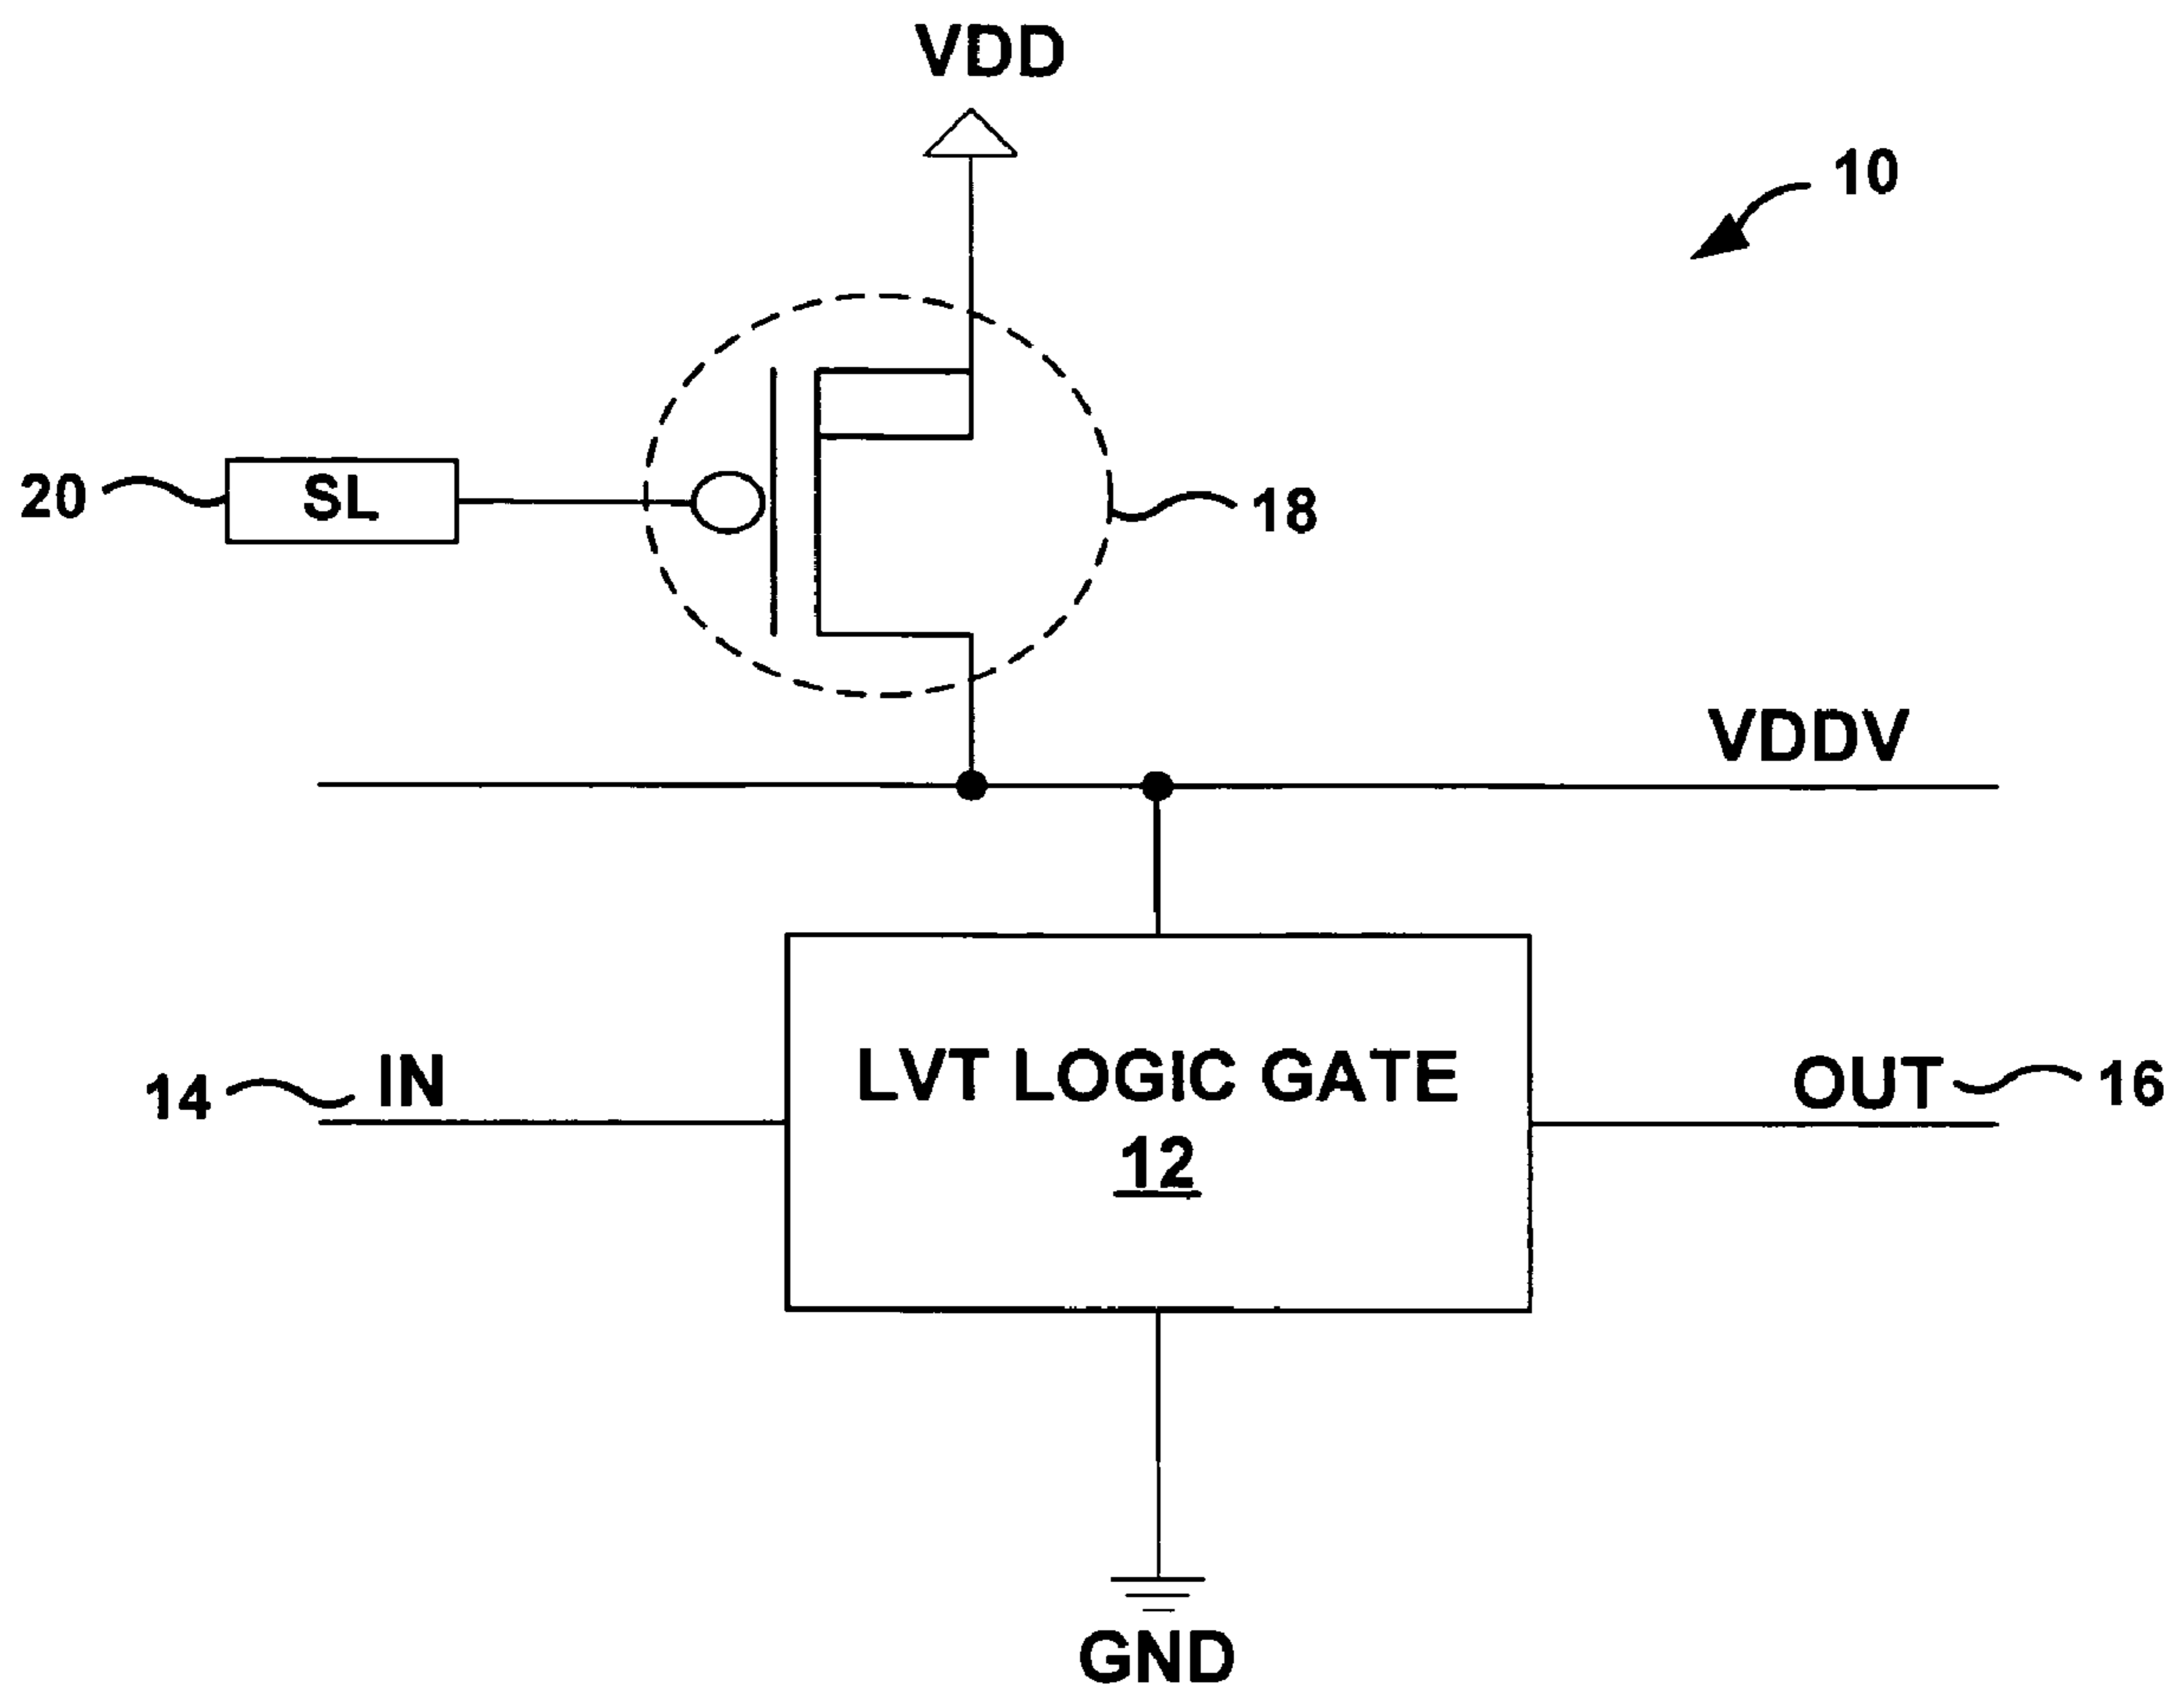 VDD
10
20
SL
18
VDDV
14
IN
LVT LOGIC GATE
12
OUT
16
GND